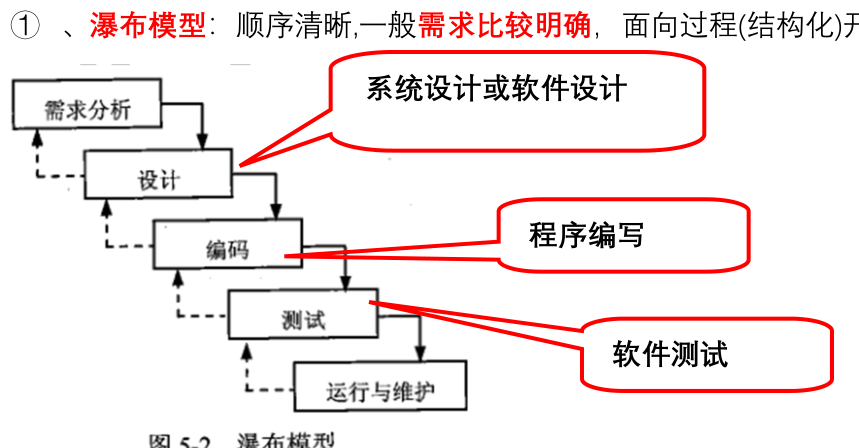 ① 、瀑布模型：顺序清晰,一般需求比较明确，面向过程(结构化)开
系统设计或软件设计
需求分析
设计
程序编写
编码
测试
软件测试
运行与维护
图 5-2 瀑布模型